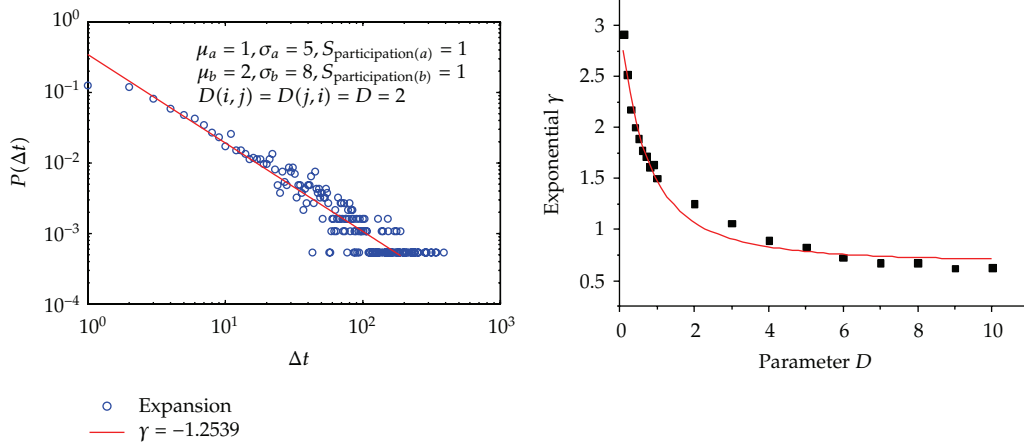 10^0
10^-1
10^-2
10^-3
10^-4
P(Δt)
μ_a = 1, σ_a = 5, S_participation(a) = 1
μ_b = 2, σ_b = 8, S_participation(b) = 1
D(i, j) = D(j, i) = D = 2
10^0 10^1 10^2 10^3
Δt
Expansion
γ = −1.2539
3
2.5
2
1.5
1
0.5
Exponential γ
0 2 4 6 8 10
Parameter D